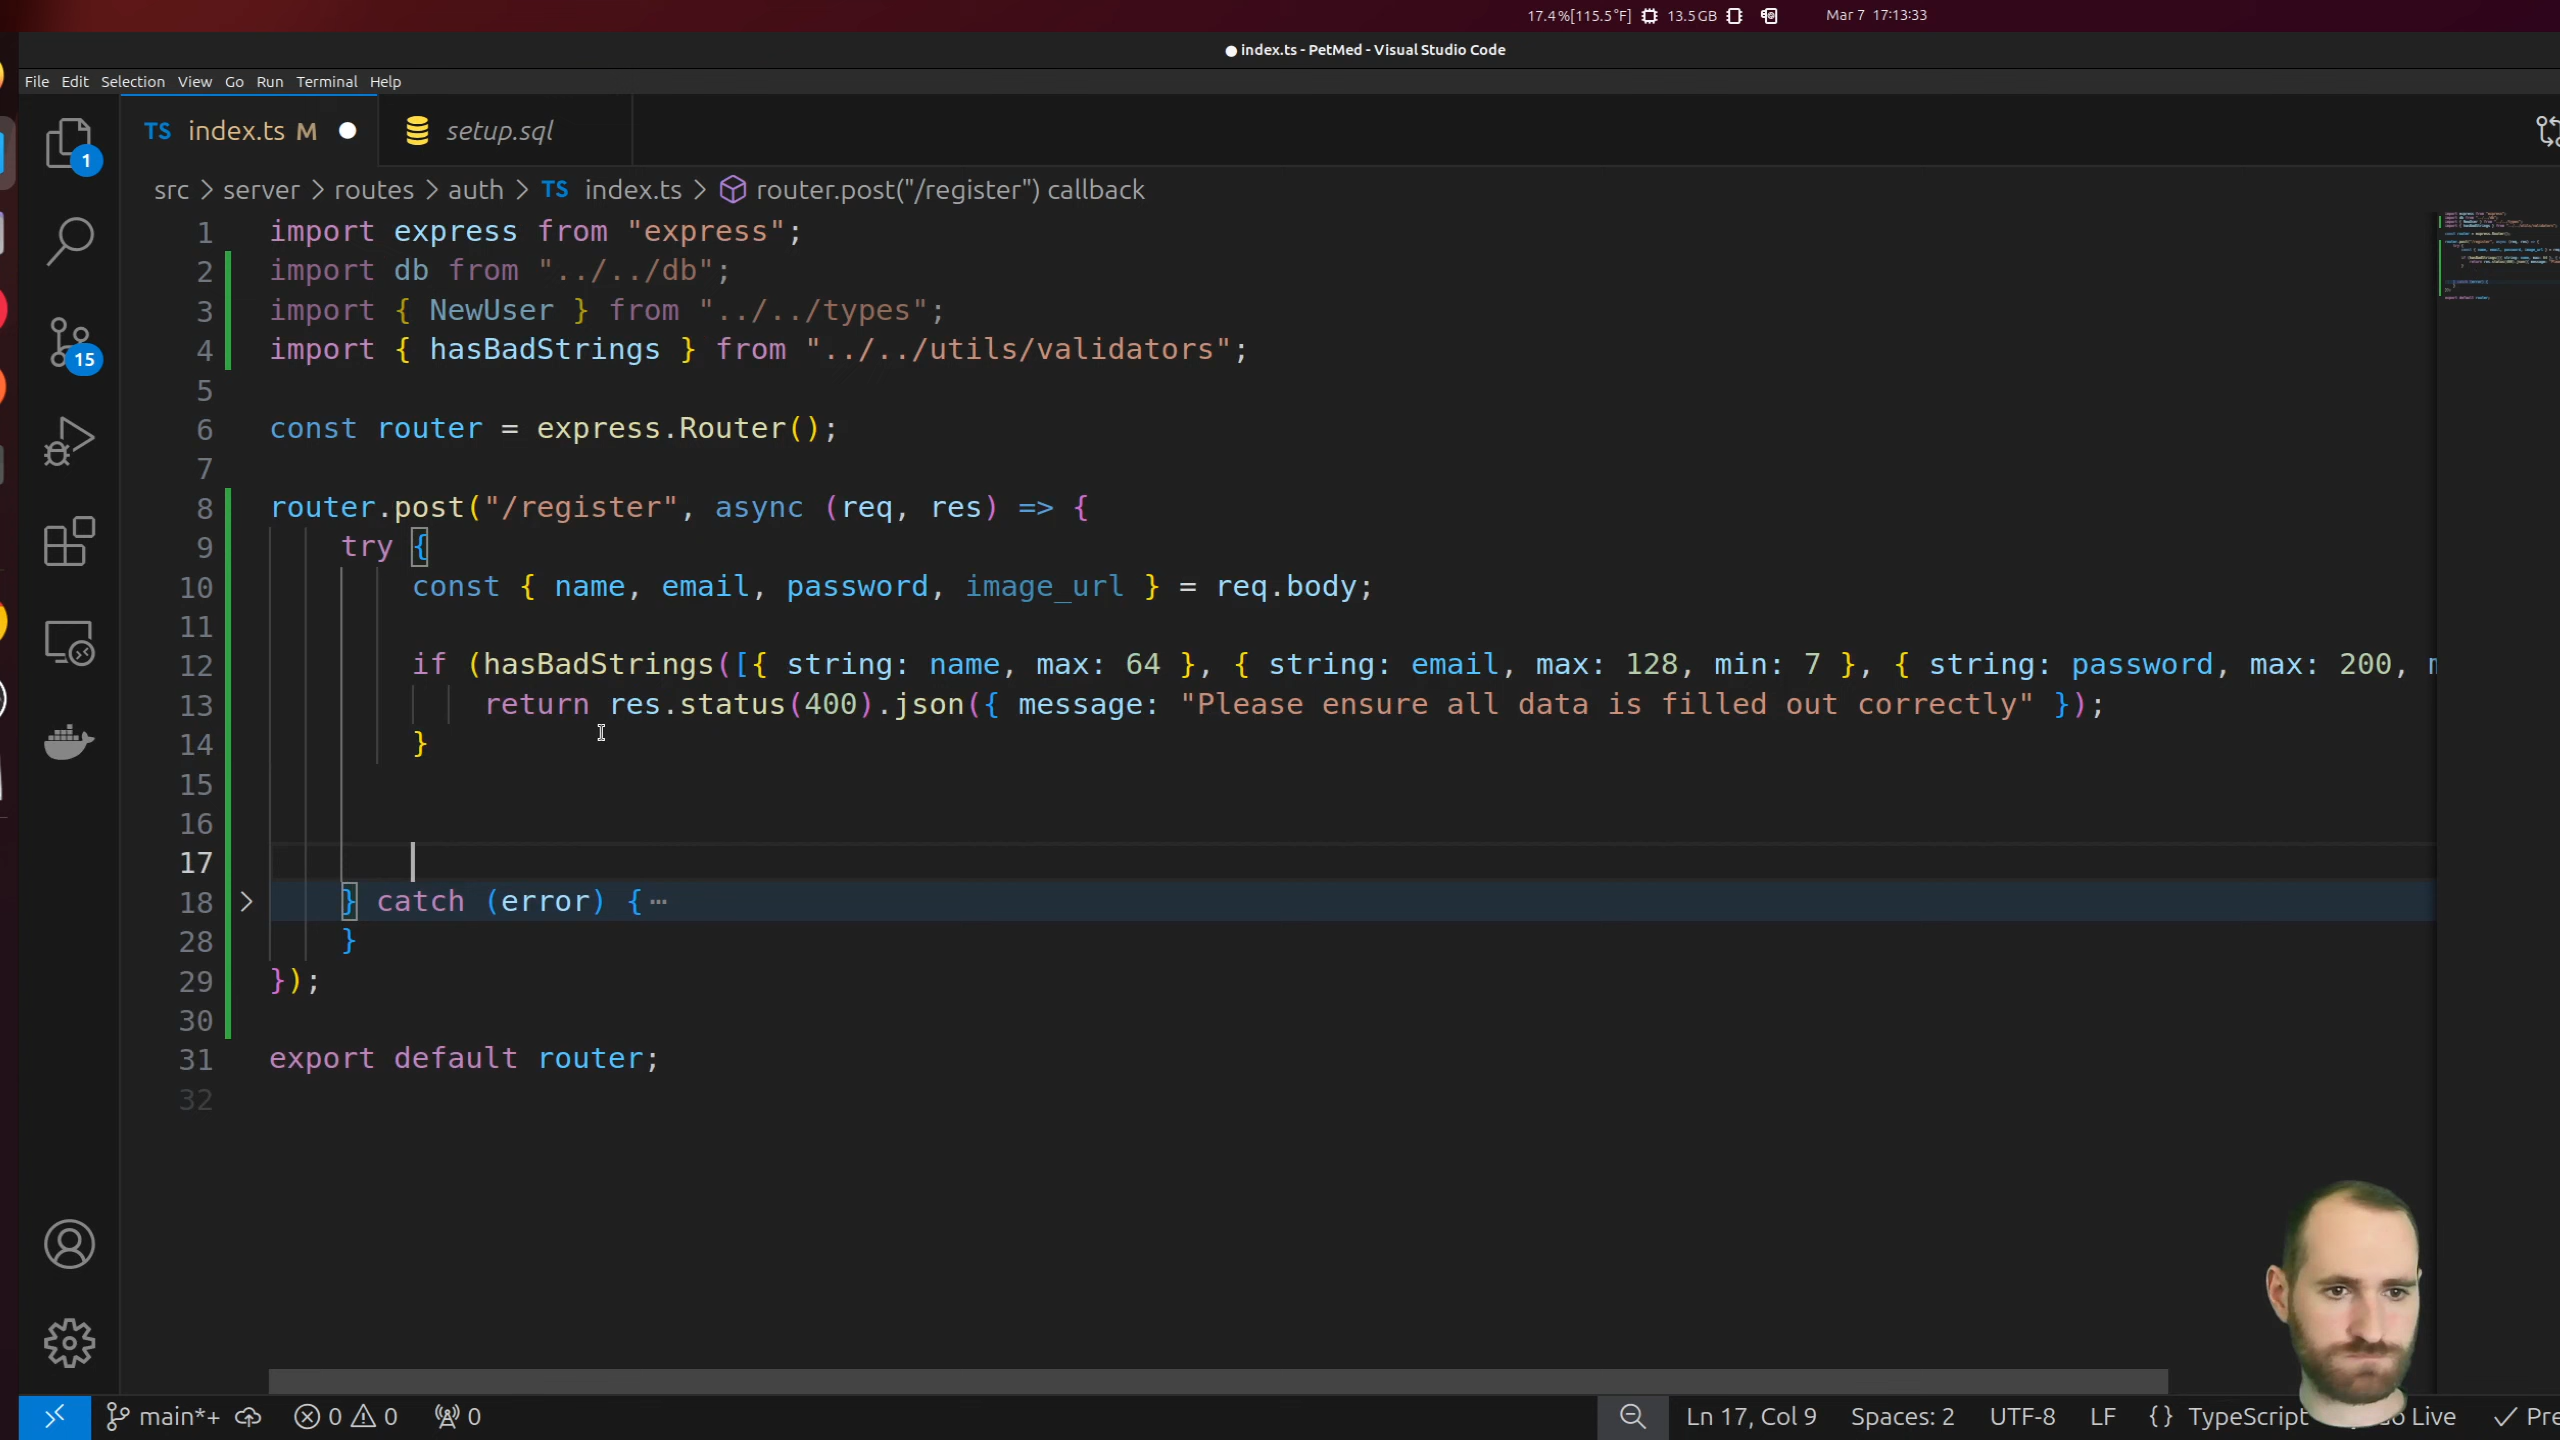 17.4%[115.5°F] 13.5GB Mar 7 17:13:33
index.ts - PetMed - Visual Studio Code
File Edit Selection View Go Run Terminal Help
TS index.ts M setup.sql
src > server > routes > auth > TS index.ts > router.post("/register") callback
1 import express from "express";
2 import db from "../../db";
3 import { NewUser } from "../../types";
4 import { hasBadStrings } from "../../utils/validators";
5
6 const router = express.Router();
7
8 router.post("/register", async (req, res) => {
9 try {
10 const { name, email, password, image_url } = req.body;
11
12 if (hasBadStrings([{ string: name, max: 64 }, { string: email, max: 128, min: 7 }, { string: password, max: 200,
13 return res.status(400).json({ message: "Please ensure all data is filled out correctly" });
14 }
15
16
17
18 } catch (error) {⋯
28 }
29 });
30
31 export default router;
32
1
15
main*+ 0 0 0 Ln 17, Col 9 Spaces: 2 UTF-8 LF {} TypeScript Live